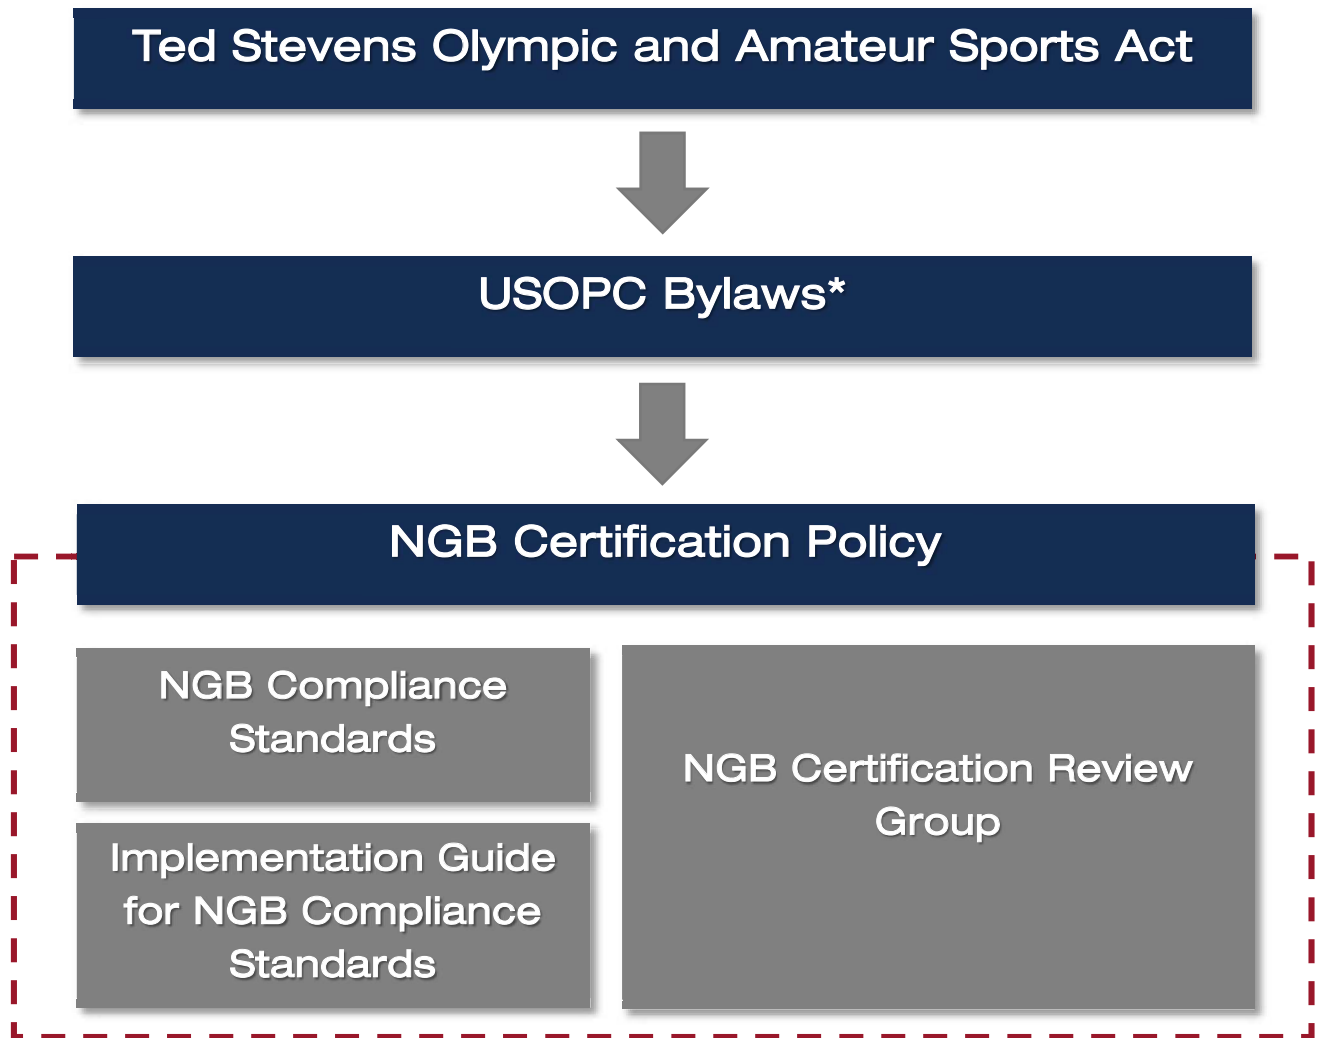 Ted Stevens Olympic and Amateur Sports Act
USOPC Bylaws*
NGB Certification Policy
NGB Compliance
Standards
Implementation Guide
for NGB Compliance
Standards
NGB Certification Review
Group